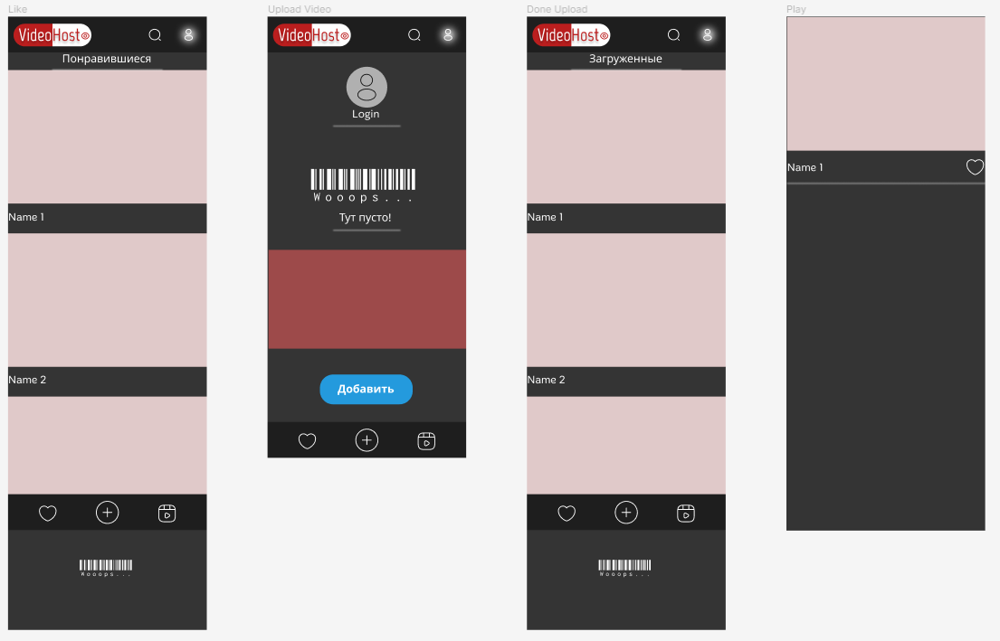 Like
VideoHost
Понравившиеся
Name 1
Name 2
Wooops...
Upload Video
VideoHost
Login
Wooops...
Тут пусто!
Добавить
Done Upload
VideoHost
Загруженные
Name 1
Name 2
Wooops...
Play
Name 1